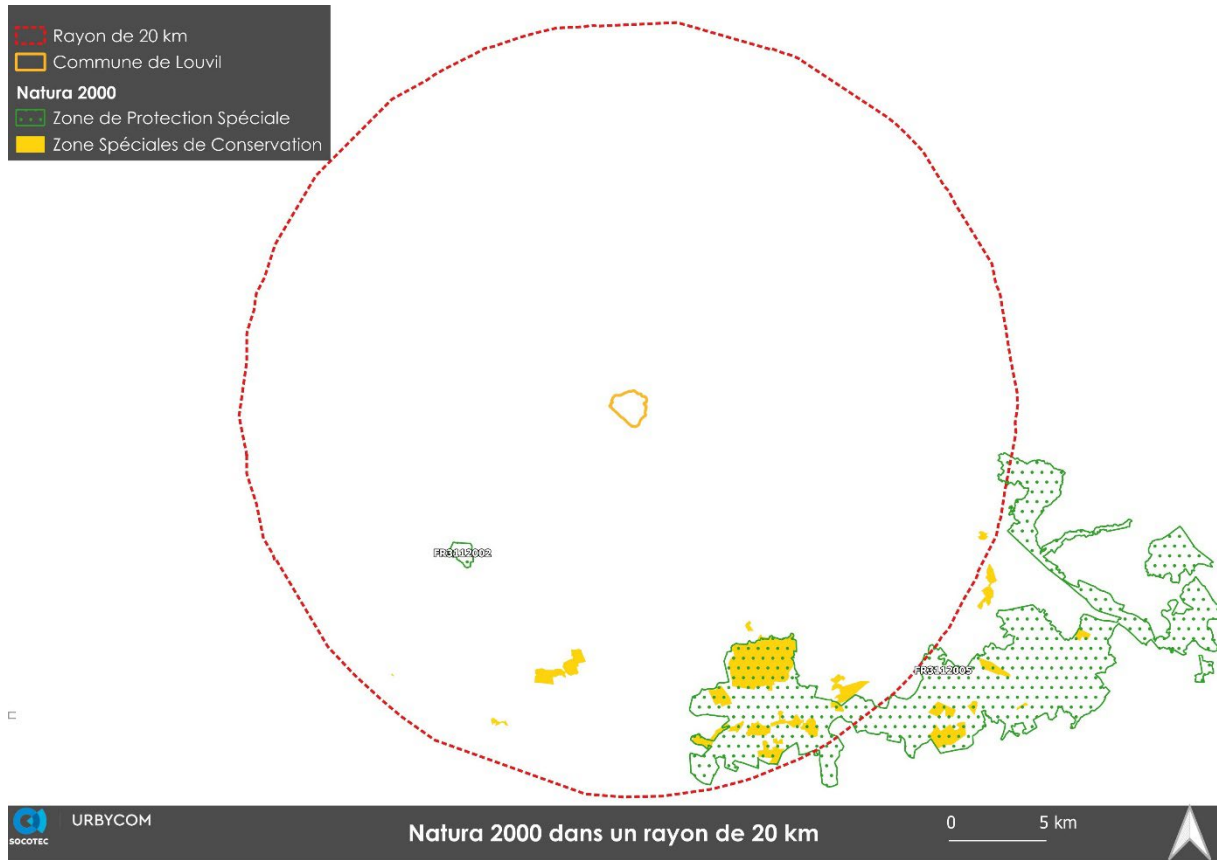 Rayon de 20 km
Commune de Louvil
Natura 2000
Zone de Protection Spéciale
Zone Spéciales de Conservation
FR3112002
FR3112005
SOCOTEC
URBYCOM
Natura 2000 dans un rayon de 20 km
0 5 km